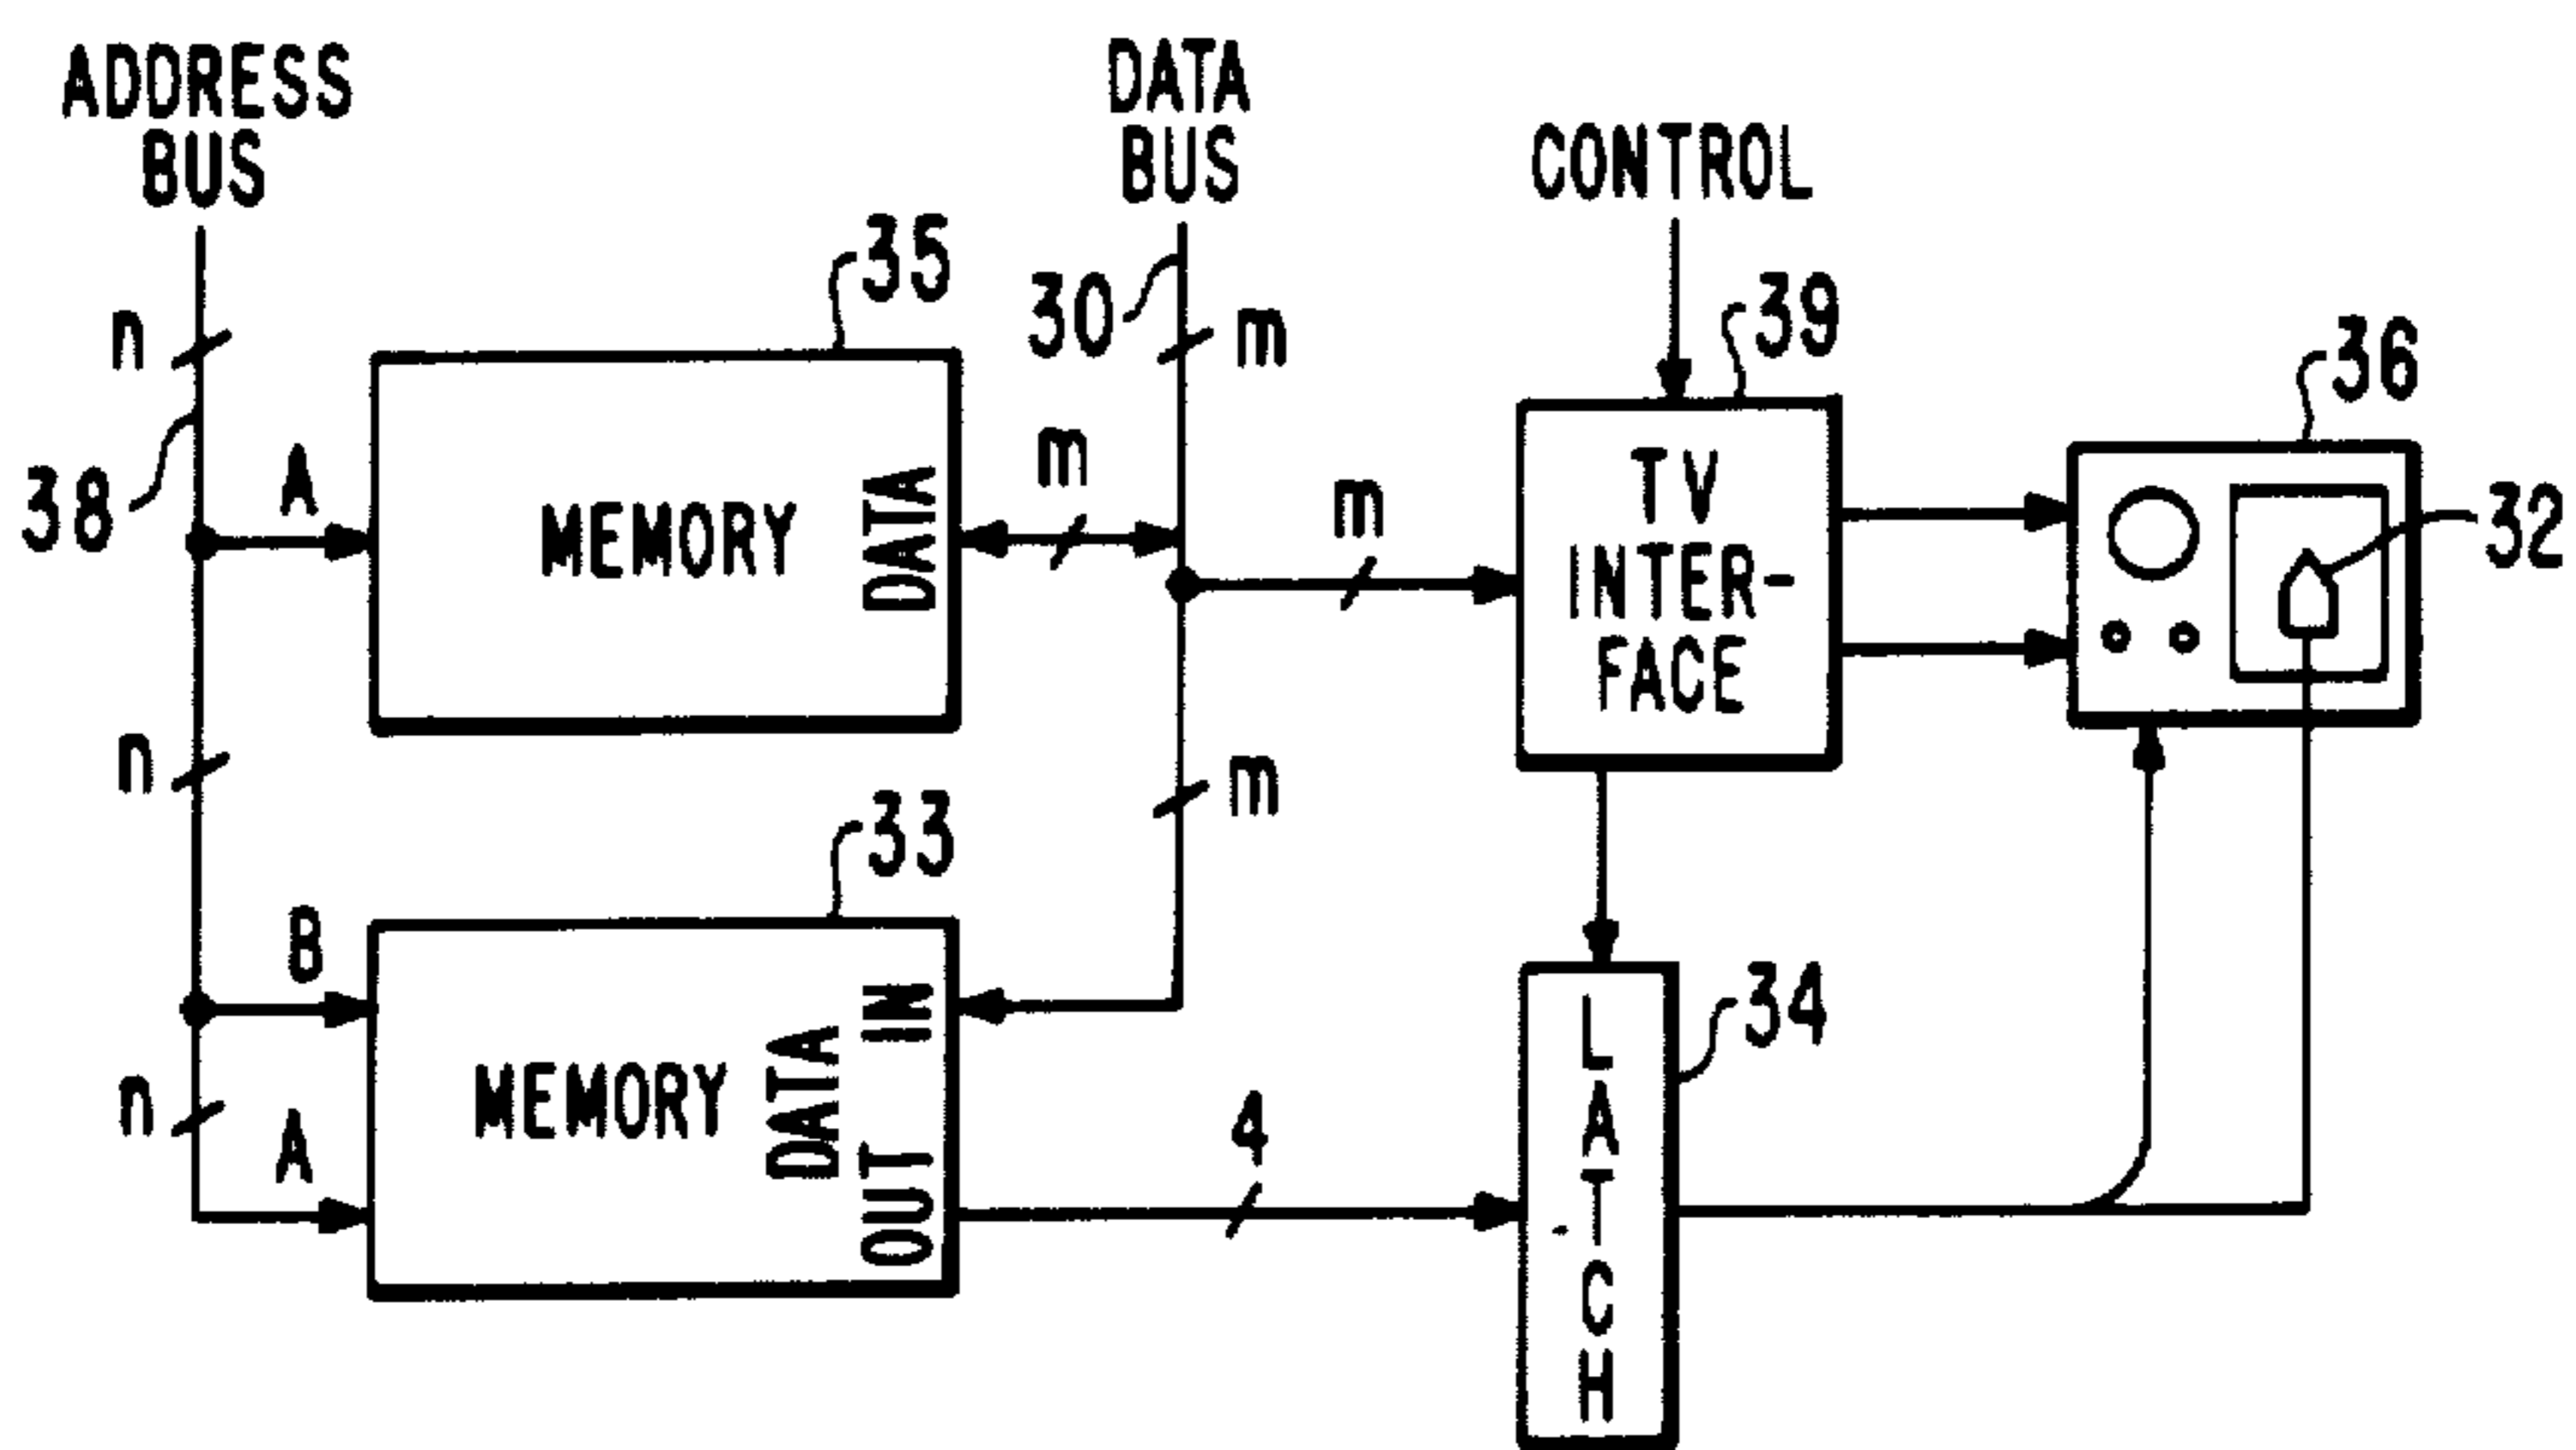 ADDRESS
BUS
DATA
BUS
CONTROL
35
30
39
36
n
m
38
A
MEMORY
DATA
m
m
TV
INTER-
FACE
32
n
m
33
B
MEMORY
DATA
IN
OUT
34
LATCH
n
A
4